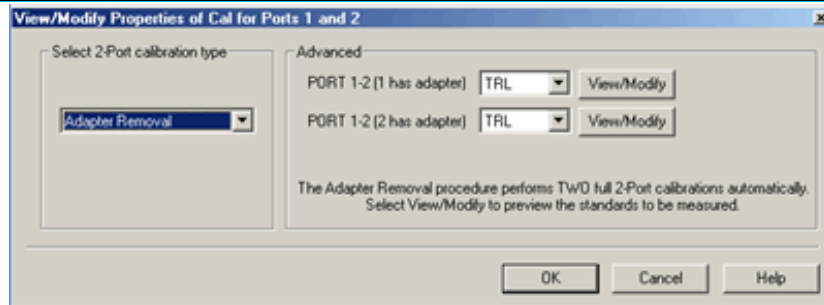 View/Modify Properties of Cal for Ports 1 and 2
Select 2-Port calibration type
Adapter Removal
Advanced
PORT 1-2 (1 has adapter) TRL View/Modify
PORT 1-2 (2 has adapter) TRL View/Modify
The Adapter Removal procedure performs TWO full 2-Port calibrations automatically.
Select View/Modify to preview the standards to be measured.
OK Cancel Help